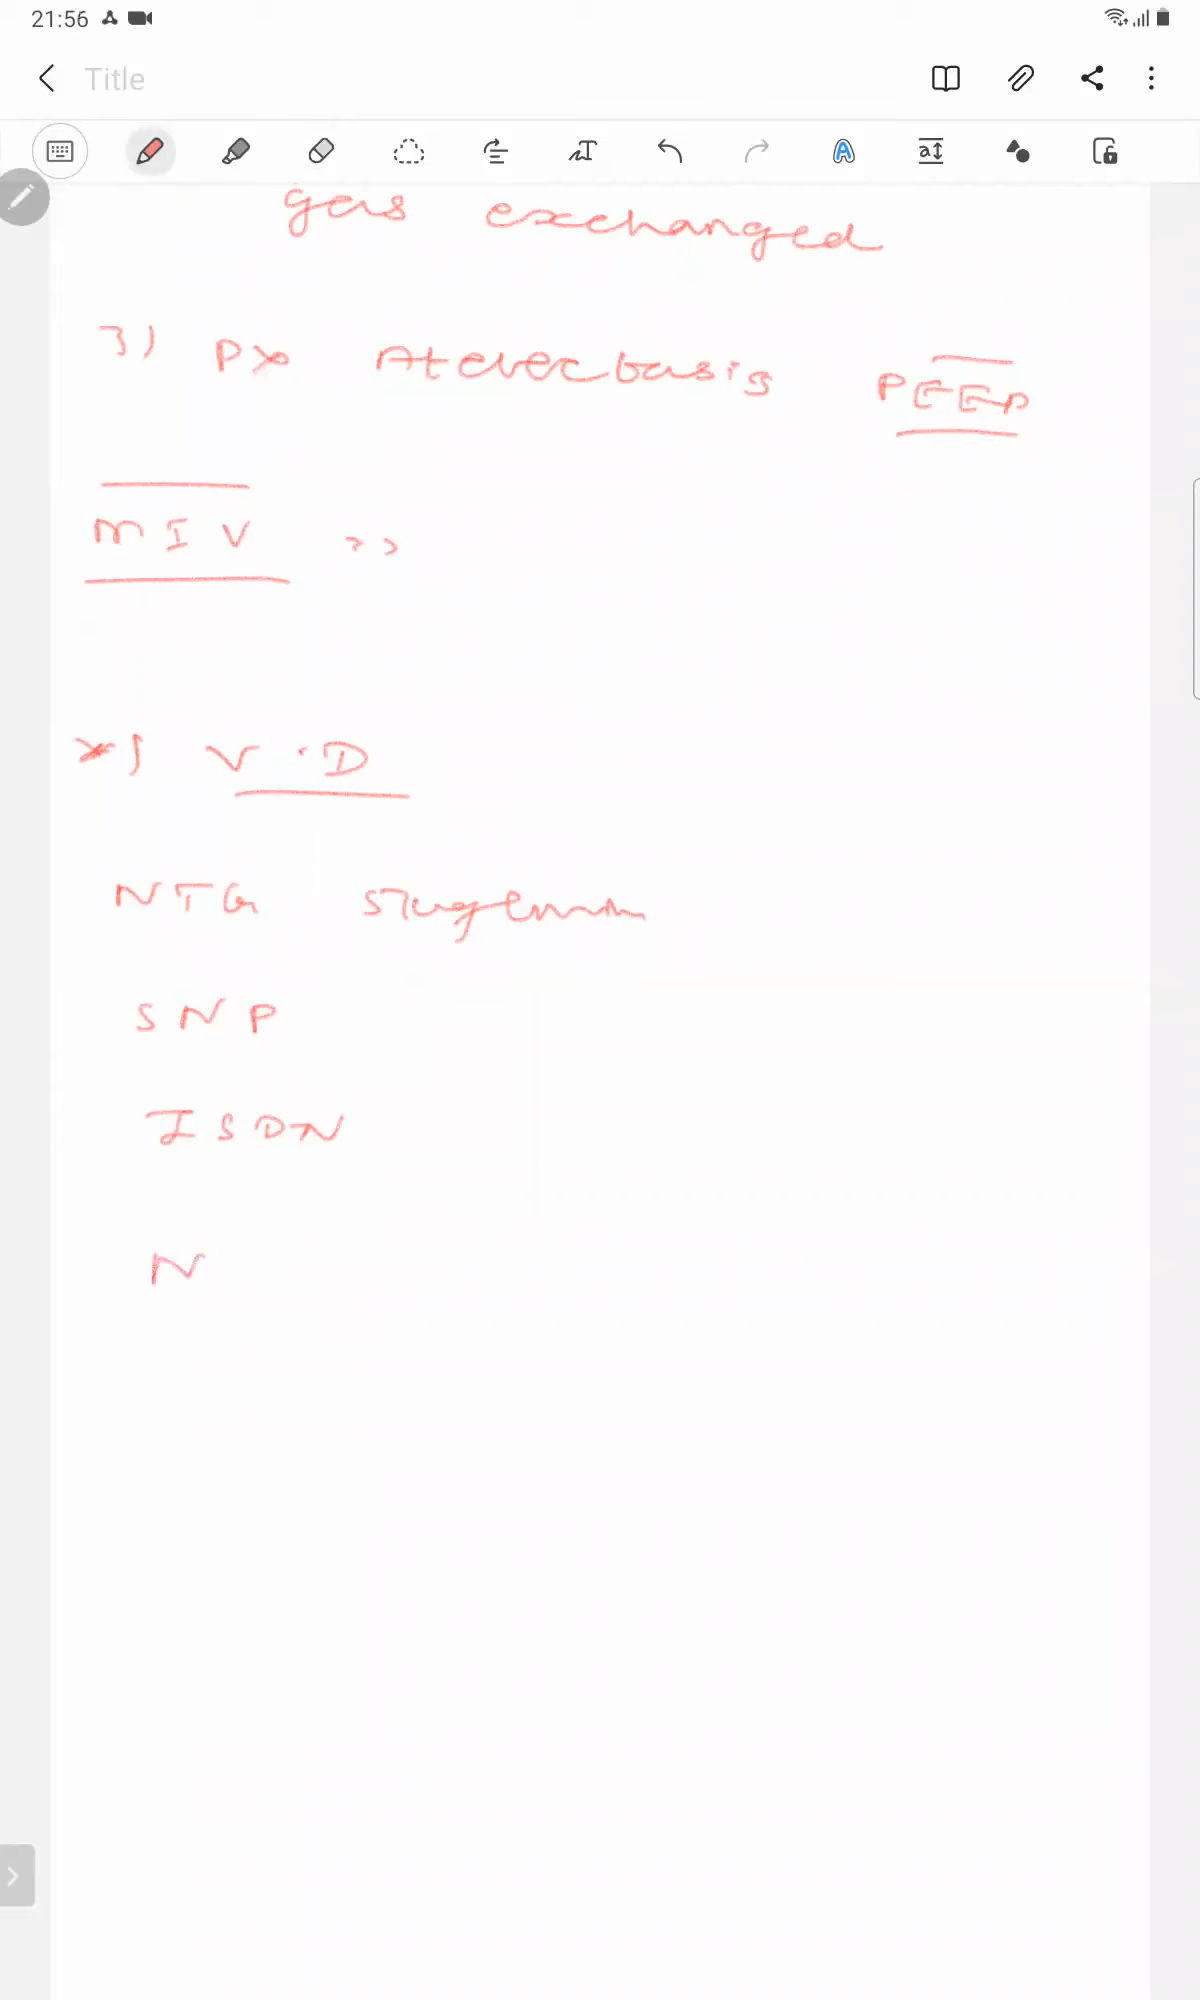 21:56
Title
gas exchanged
3) Px Atelectasis PEEP
MIV >>
*) V.D
NTG
SNP
ISDN
N